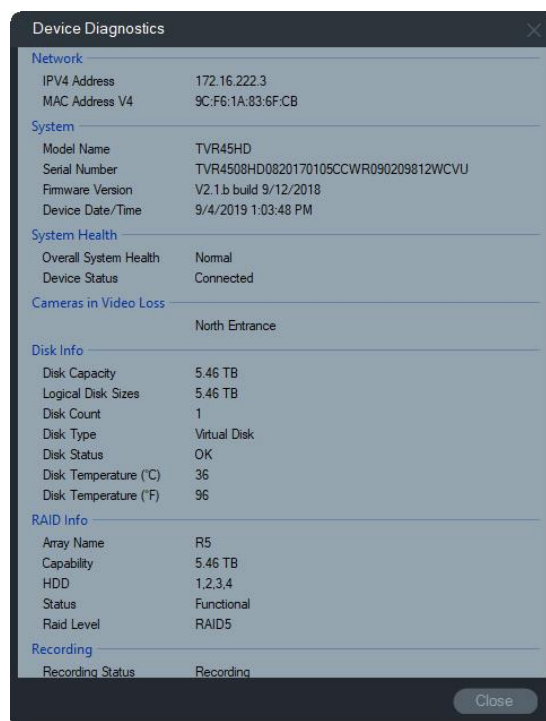 Device Diagnostics
Network
IPV4 Address 172.16.222.3
MAC Address V4 9C:F6:1A:83:6F:CB
System
Model Name TVR45HD
Serial Number TVR4508HD0820170105CCWR090209812WCVU
Firmware Version V2.1.b build 9/12/2018
Device Date/Time 9/4/2019 1:03:48 PM
System Health
Overall System Health Normal
Device Status Connected
Cameras in Video Loss
North Entrance
Disk Info
Disk Capacity 5.46 TB
Logical Disk Sizes 5.46 TB
Disk Count 1
Disk Type Virtual Disk
Disk Status OK
Disk Temperature (°C) 36
Disk Temperature (°F) 96
RAID Info
Array Name R5
Capability 5.46 TB
HDD 1,2,3,4
Status Functional
Raid Level RAID5
Recording
Recording Status Recording
Close